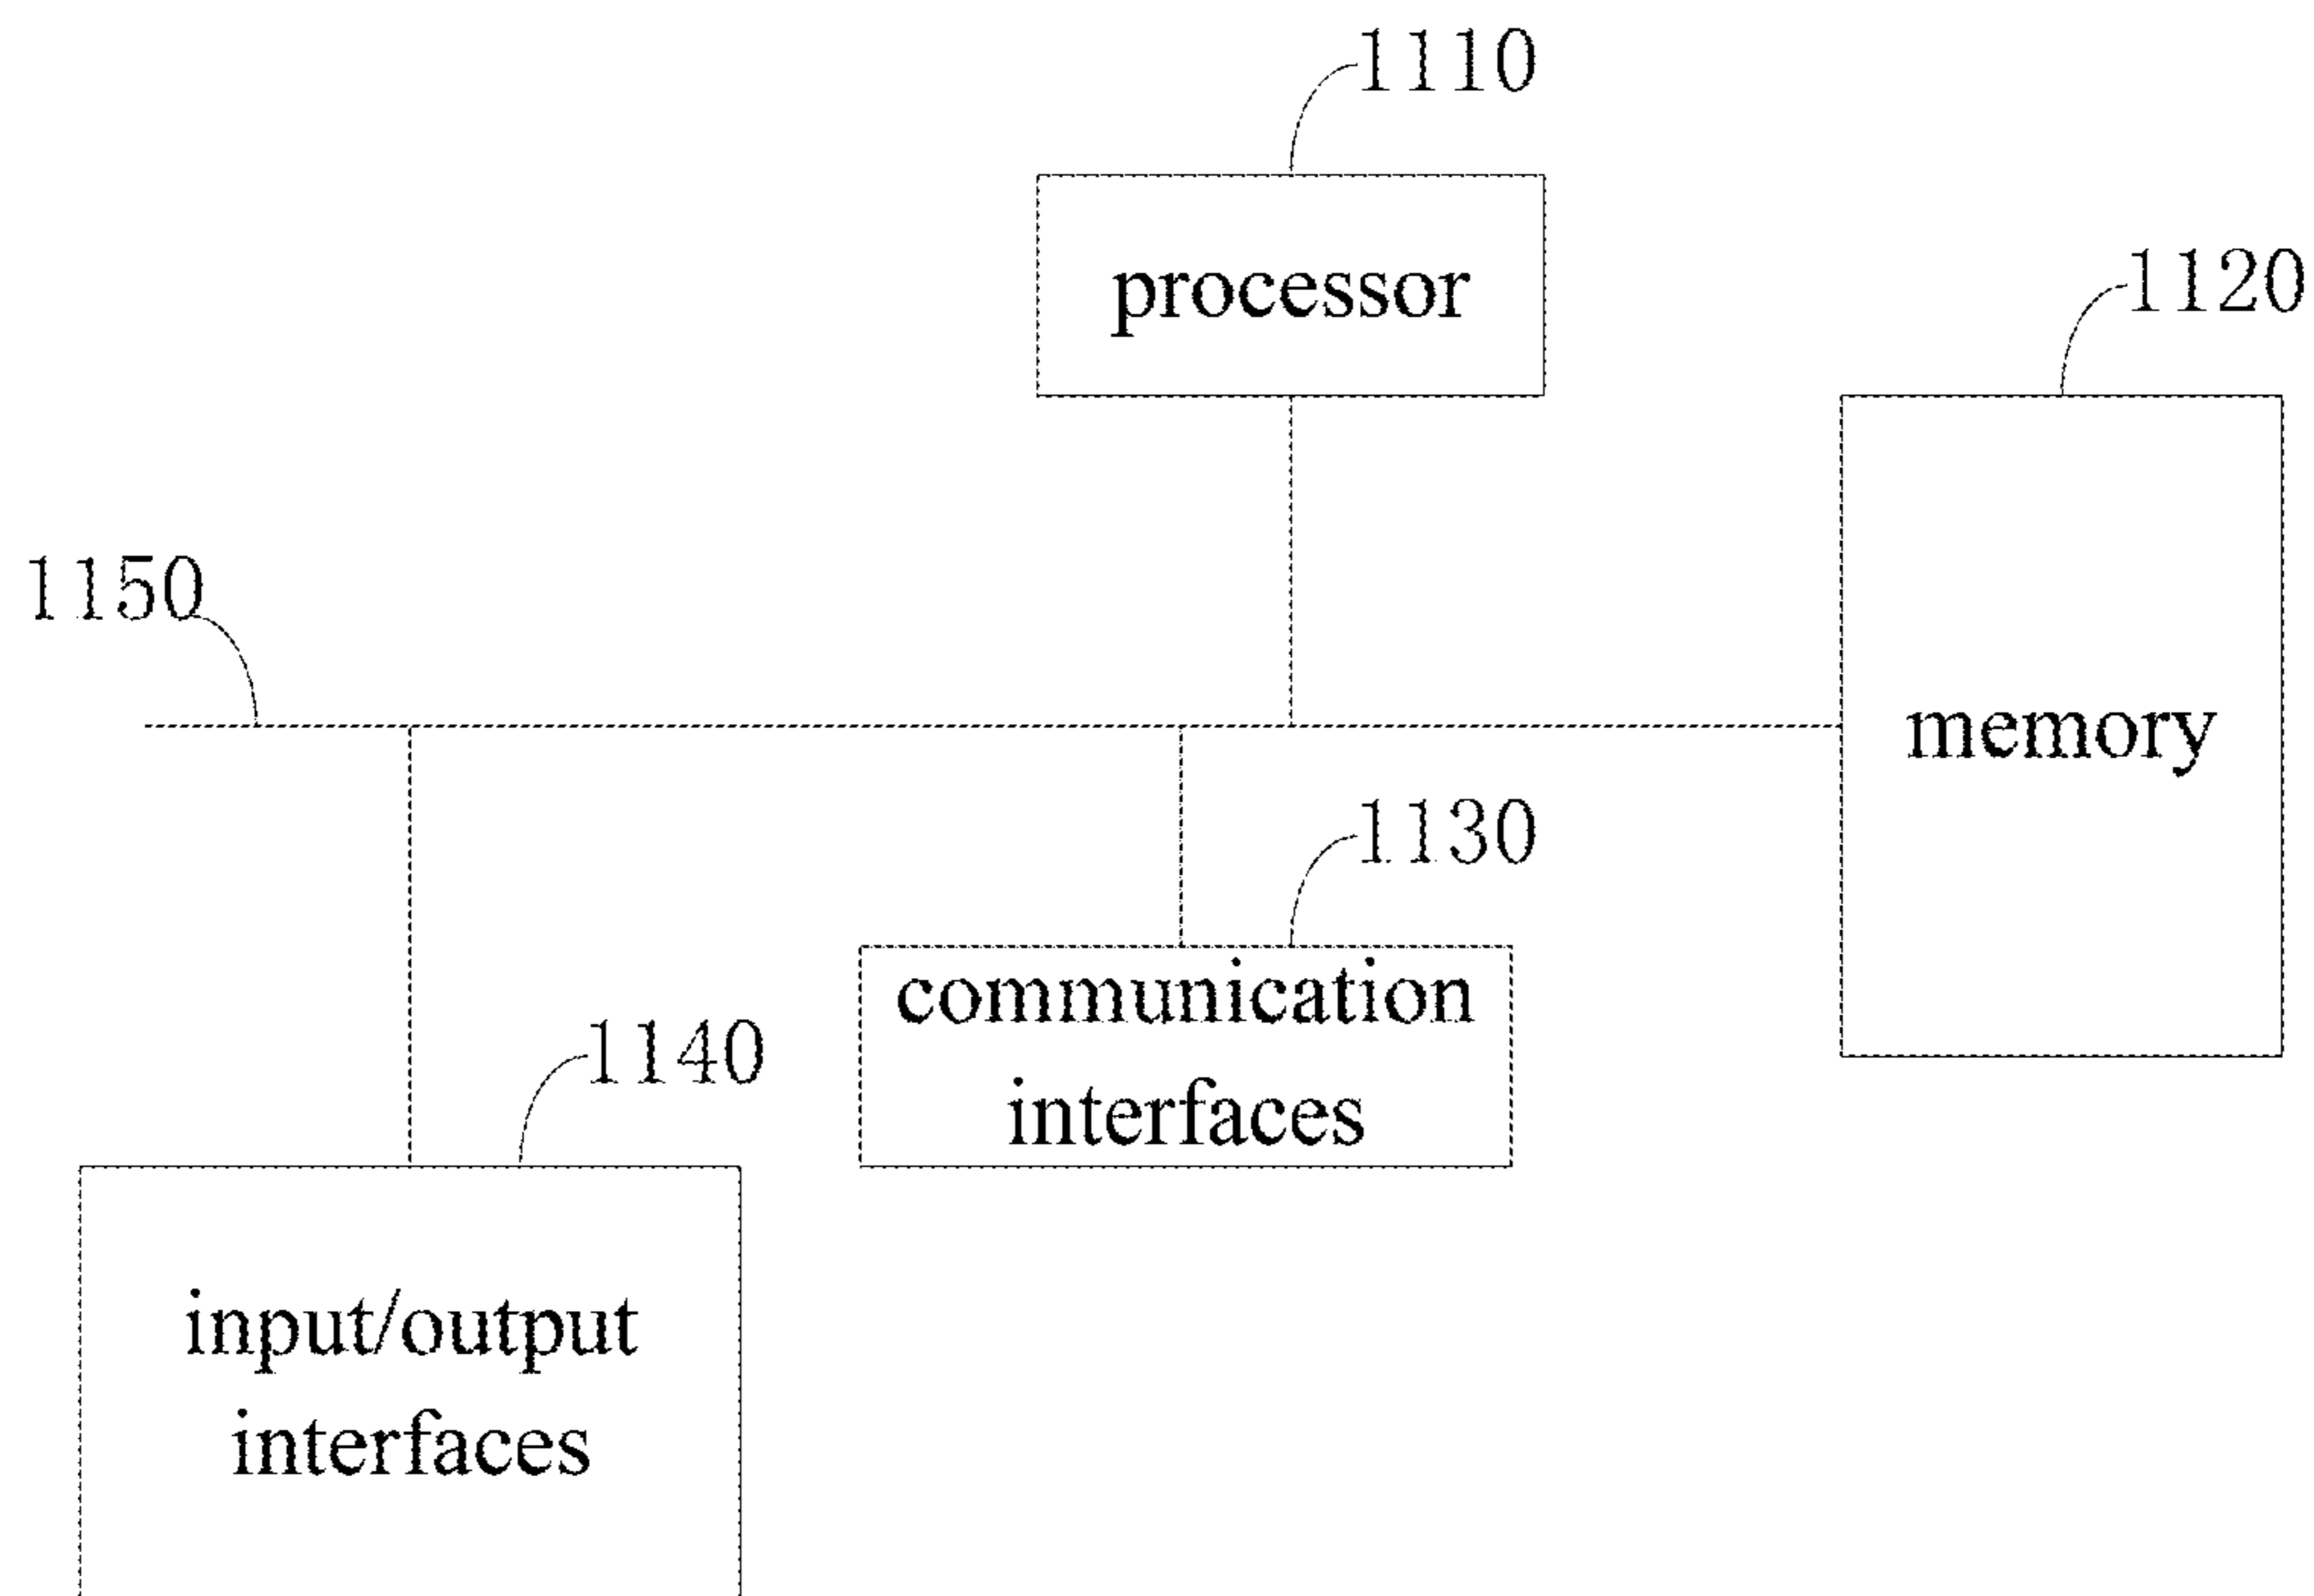 1110
processor
1120
1150
memory
1130
communication
interfaces
1140
input/output
interfaces